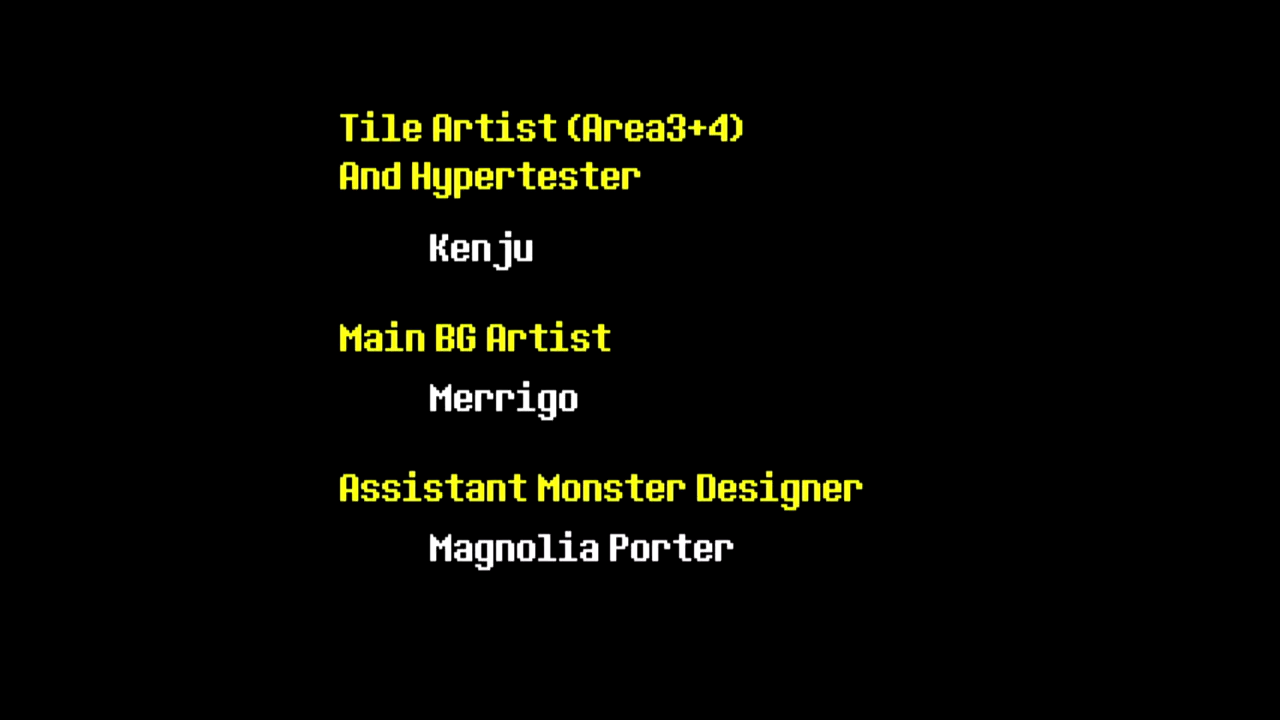 Tile Artist (Area3+4)
And Hypertester
Kenju
Main BG Artist
Merrigo
Assistant Monster Designer
Magnolia Porter